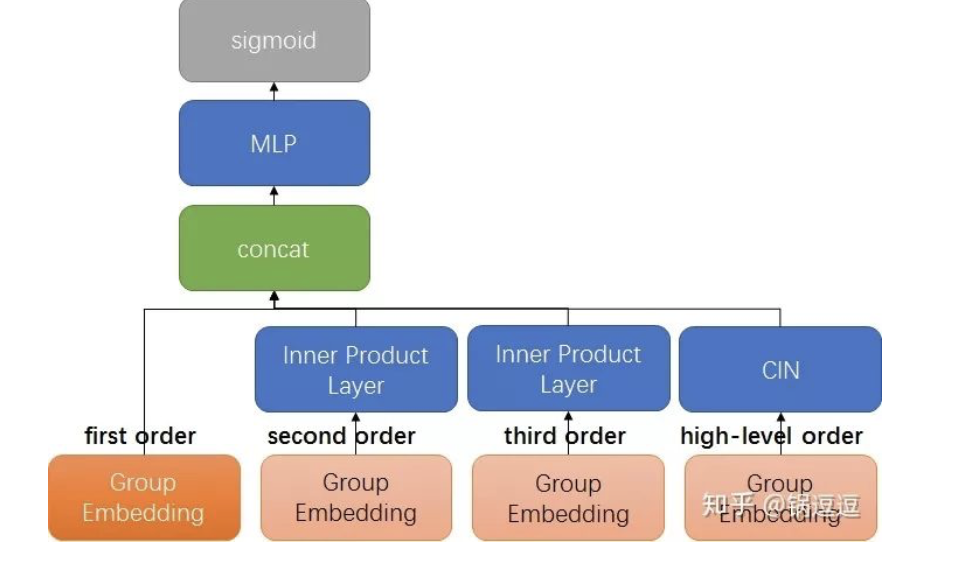 sigmoid
MLP
concat
Inner Product
Layer
Inner Product
Layer
CIN
first order
second order
third order
high-level order
Group
Embedding
Group
Embedding
Group
Embedding
Group
Embedding
知乎 @锅逗逗